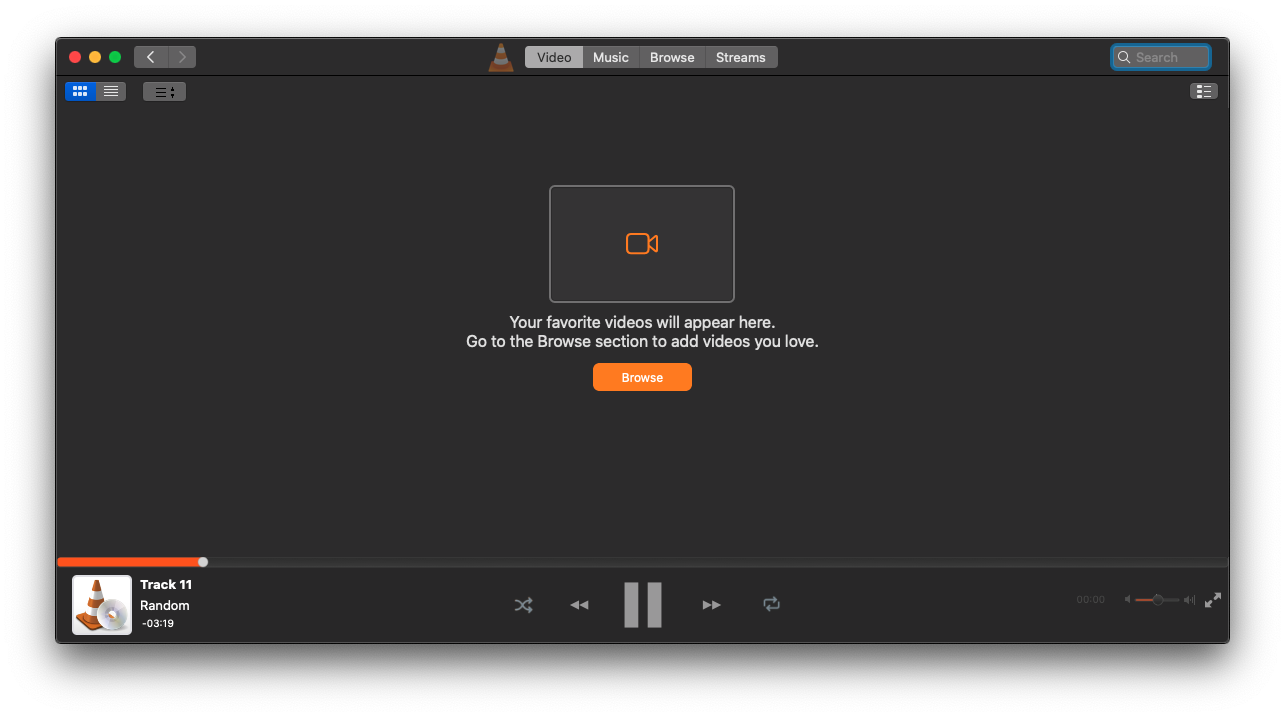 Video
Music
Browse
Streams
Search
Your favorite videos will appear here.
Go to the Browse section to add videos you love.
Browse
Track 11
Random
-03:19
00:00